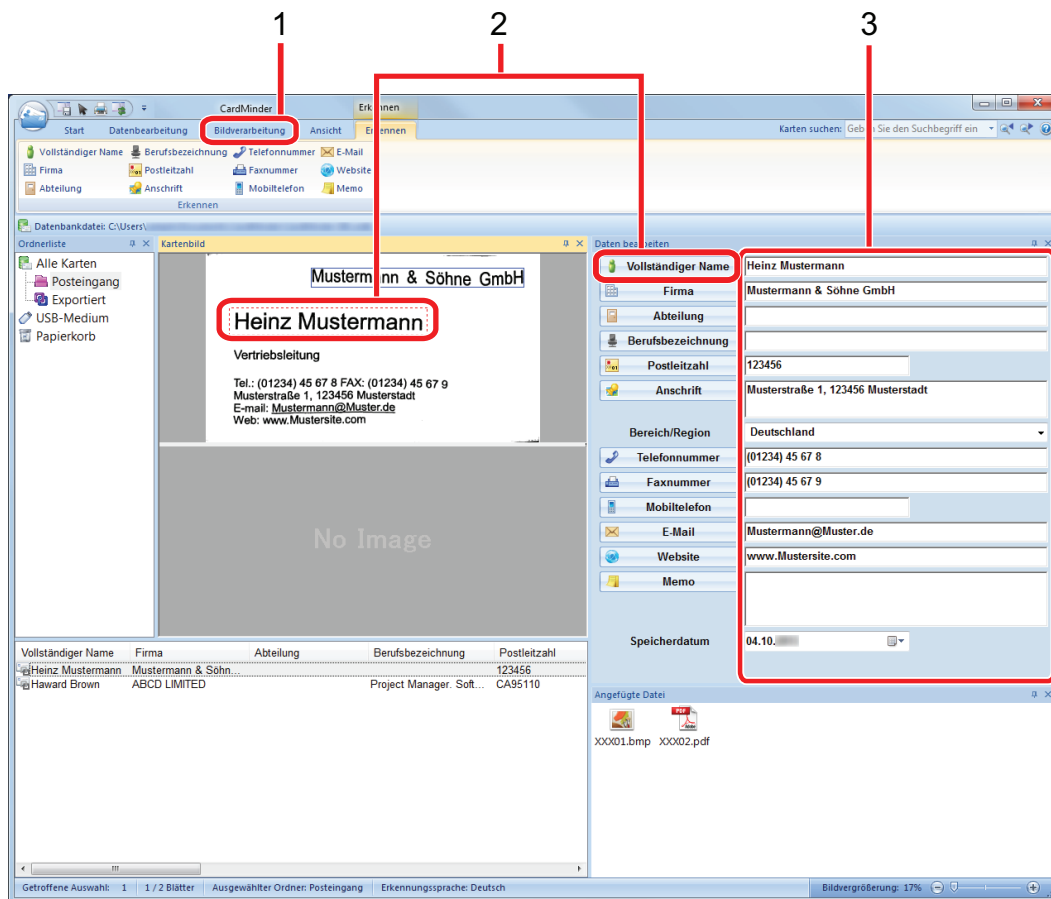 1 2 3
CardMinder Erkennen
Start Datenbearbeitung Bildverarbeitung Ansicht Erkennen Karten suchen: Geben Sie den Suchbegriff ein
Vollständiger Name Berufsbezeichnung Telefonnummer E-Mail
Firma Postleitzahl Faxnummer Website
Abteilung Anschrift Mobiltelefon Memo
Erkennen
Datenbankdatei: C:\Users\
Ordnerliste
Alle Karten
Posteingang
Exportiert
USB-Medium
Papierkorb
Kartenbild
Mustermann & Söhne GmbH
Heinz Mustermann
Vertriebsleitung
Tel.: (01234) 45 67 8 FAX: (01234) 45 67 9
Musterstraße 1, 123456 Musterstadt
E-mail: Mustermann@Muster.de
Web: www.Mustersite.com
No Image
Daten bearbeiten
Vollständiger Name Heinz Mustermann
Firma Mustermann & Söhne GmbH
Abteilung
Berufsbezeichnung
Postleitzahl 123456
Anschrift Musterstraße 1, 123456 Musterstadt
Bereich/Region Deutschland
Telefonnummer (01234) 45 67 8
Faxnummer (01234) 45 67 9
Mobiltelefon
E-Mail Mustermann@Muster.de
Website www.Mustersite.com
Memo
Speicherdatum 04.10.
Vollständiger Name Firma Abteilung Berufsbezeichnung Postleitzahl
Heinz Mustermann Mustermann & Söhn... 123456
Haward Brown ABCD LIMITED Project Manager. Soft... CA95110
Angefügte Datei
XXX01.bmp XXX02.pdf
Getroffene Auswahl: 1 1 / 2 Blätter Ausgewählter Ordner: Posteingang Erkennungssprache: Deutsch Bildvergrößerung: 17%